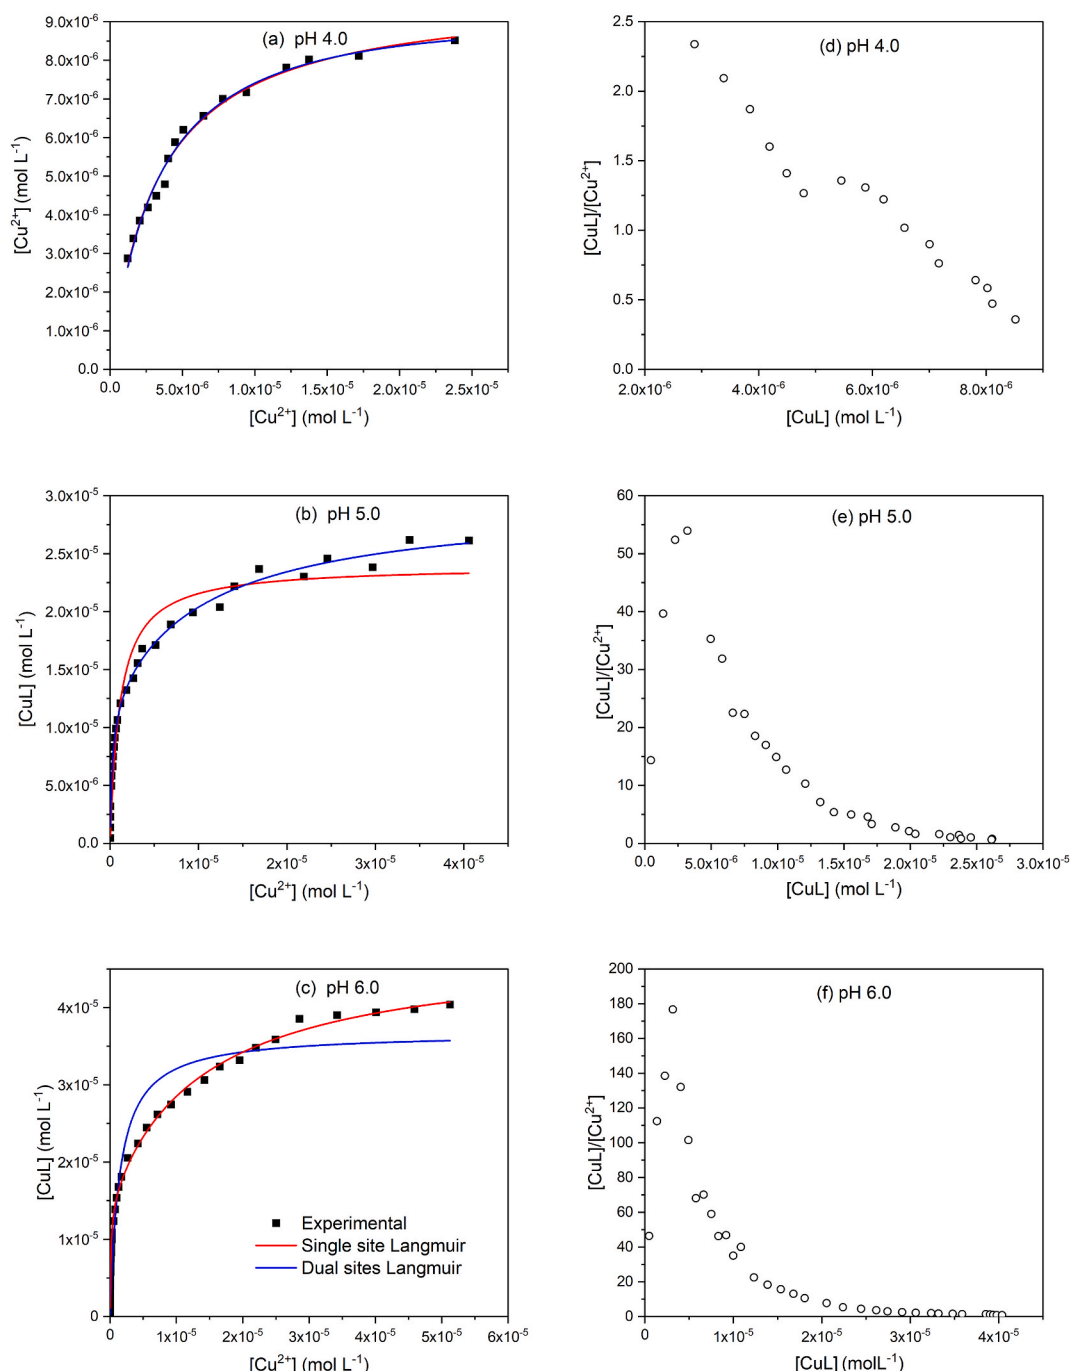 (a) pH 4.0
9.0x10⁻⁶
8.0x10⁻⁶
7.0x10⁻⁶
6.0x10⁻⁶
5.0x10⁻⁶
4.0x10⁻⁶
3.0x10⁻⁶
2.0x10⁻⁶
1.0x10⁻⁶
0.0
[Cu²⁺] (mol L⁻¹)
0.0 5.0x10⁻⁶ 1.0x10⁻⁵ 1.5x10⁻⁵ 2.0x10⁻⁵ 2.5x10⁻⁵
[Cu²⁺] (mol L⁻¹)
(d) pH 4.0
2.5
2.0
1.5
1.0
0.5
0.0
[CuL]/[Cu²⁺]
2.0x10⁻⁶ 4.0x10⁻⁶ 6.0x10⁻⁶ 8.0x10⁻⁶
[CuL] (mol L⁻¹)
(b) pH 5.0
3.0x10⁻⁵
2.5x10⁻⁵
2.0x10⁻⁵
1.5x10⁻⁵
1.0x10⁻⁵
5.0x10⁻⁶
0.0
[CuL] (mol L⁻¹)
0 1x10⁻⁵ 2x10⁻⁵ 3x10⁻⁵ 4x10⁻⁵
[Cu²⁺] (mol L⁻¹)
(e) pH 5.0
60
50
40
30
20
10
0
[CuL]/[Cu²⁺]
0.0 5.0x10⁻⁶ 1.0x10⁻⁵ 1.5x10⁻⁵ 2.0x10⁻⁵ 2.5x10⁻⁵ 3.0x10⁻⁵
[CuL] (mol L⁻¹)
(c) pH 6.0
4x10⁻⁵
3x10⁻⁵
2x10⁻⁵
1x10⁻⁵
0
[CuL] (mol L⁻¹)
Experimental
Single site Langmuir
Dual sites Langmuir
0 1x10⁻⁵ 2x10⁻⁵ 3x10⁻⁵ 4x10⁻⁵ 5x10⁻⁵ 6x10⁻⁵
[Cu²⁺] (mol L⁻¹)
(f) pH 6.0
200
180
160
140
120
100
80
60
40
20
0
[CuL]/[Cu²⁺]
0 1x10⁻⁵ 2x10⁻⁵ 3x10⁻⁵ 4x10⁻⁵
[CuL] (molL⁻¹)